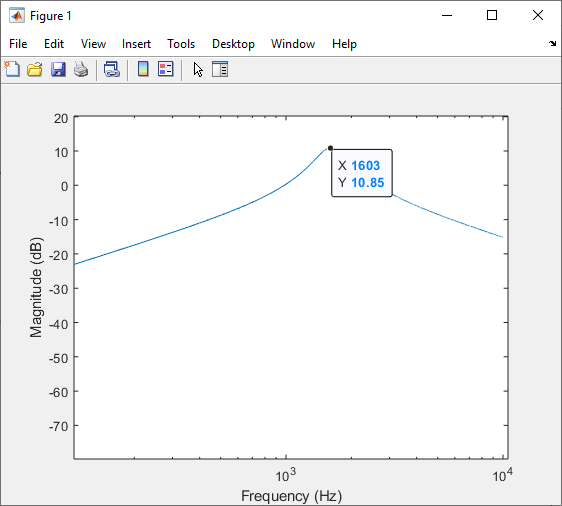 Figure 1
File Edit View Insert Tools Desktop Window Help
20
10
0
-10
-20
-30
-40
-50
-60
-70
Magnitude (dB)
X 1603
Y 10.85
10³ 10⁴
Frequency (Hz)